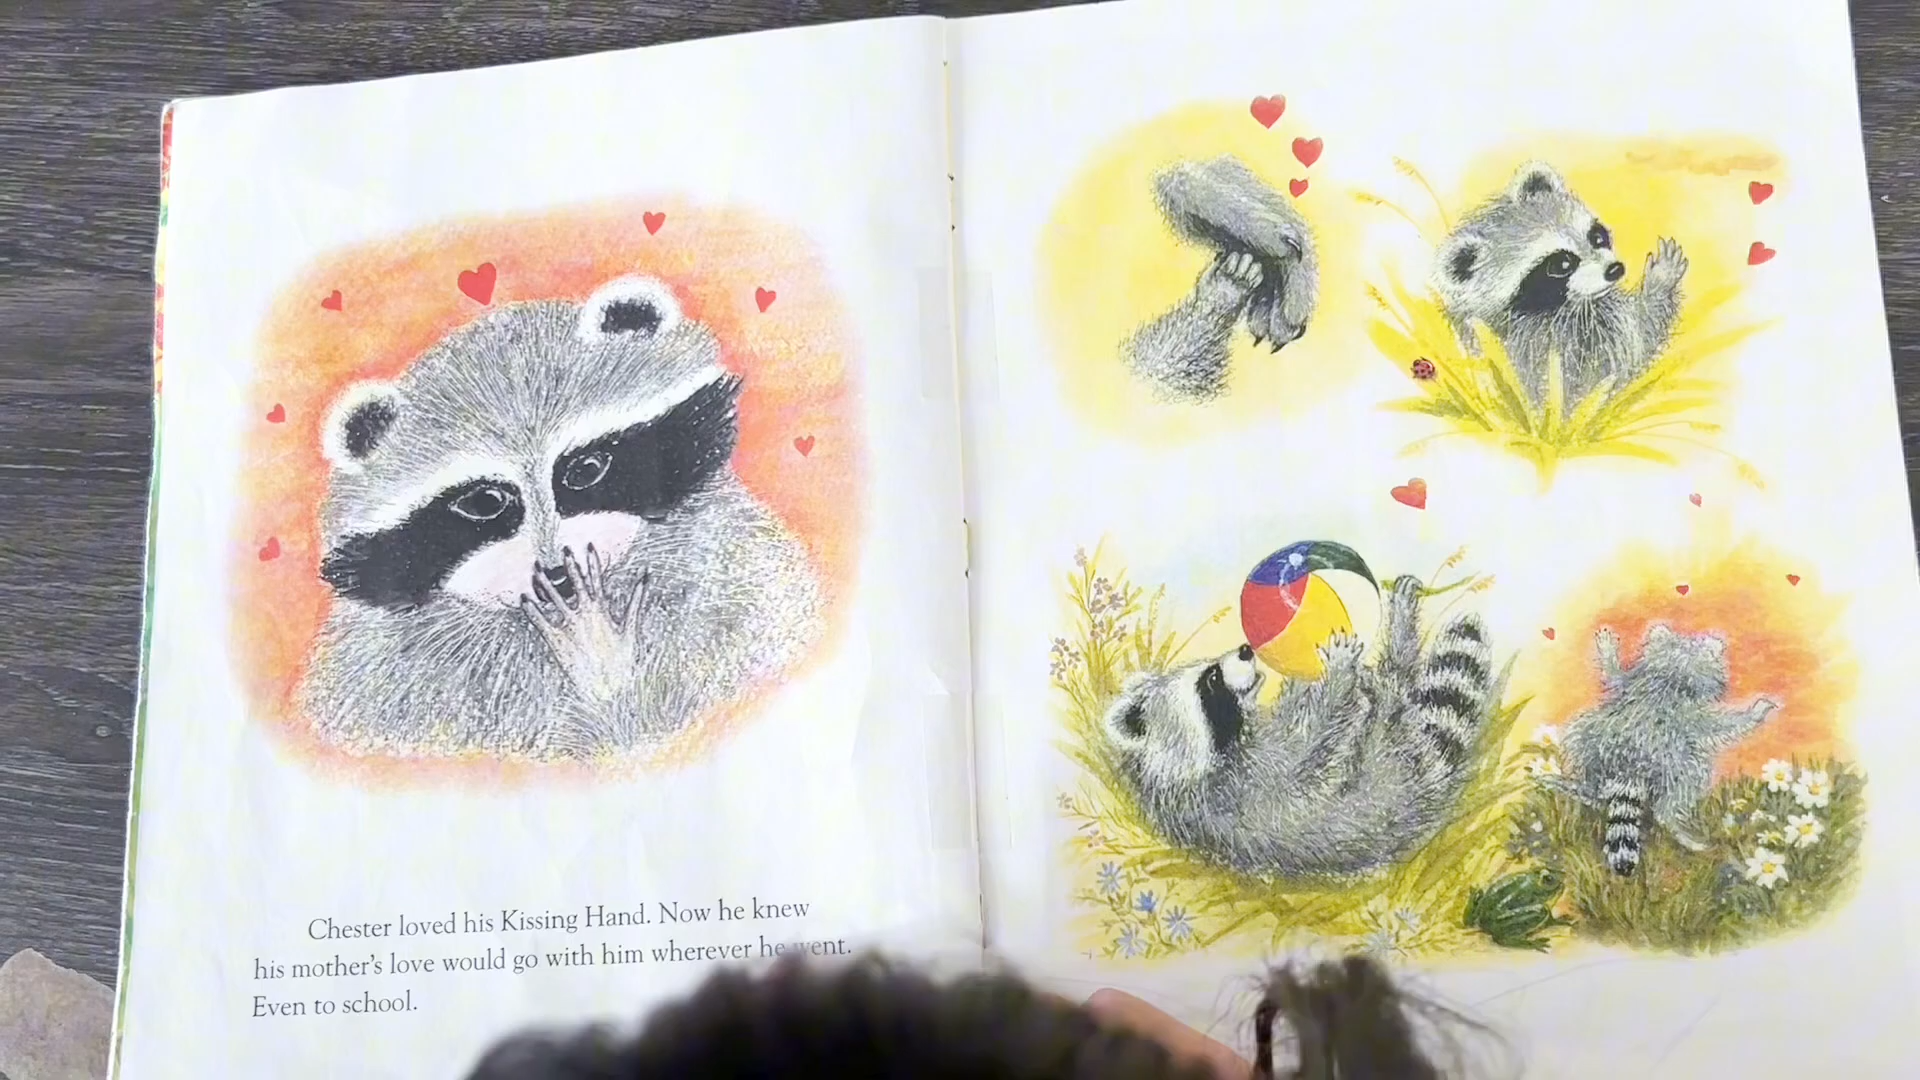 Chester loved his Kissing Hand. Now he knew
his mother's love would go with him wherever he went.
Even to school.